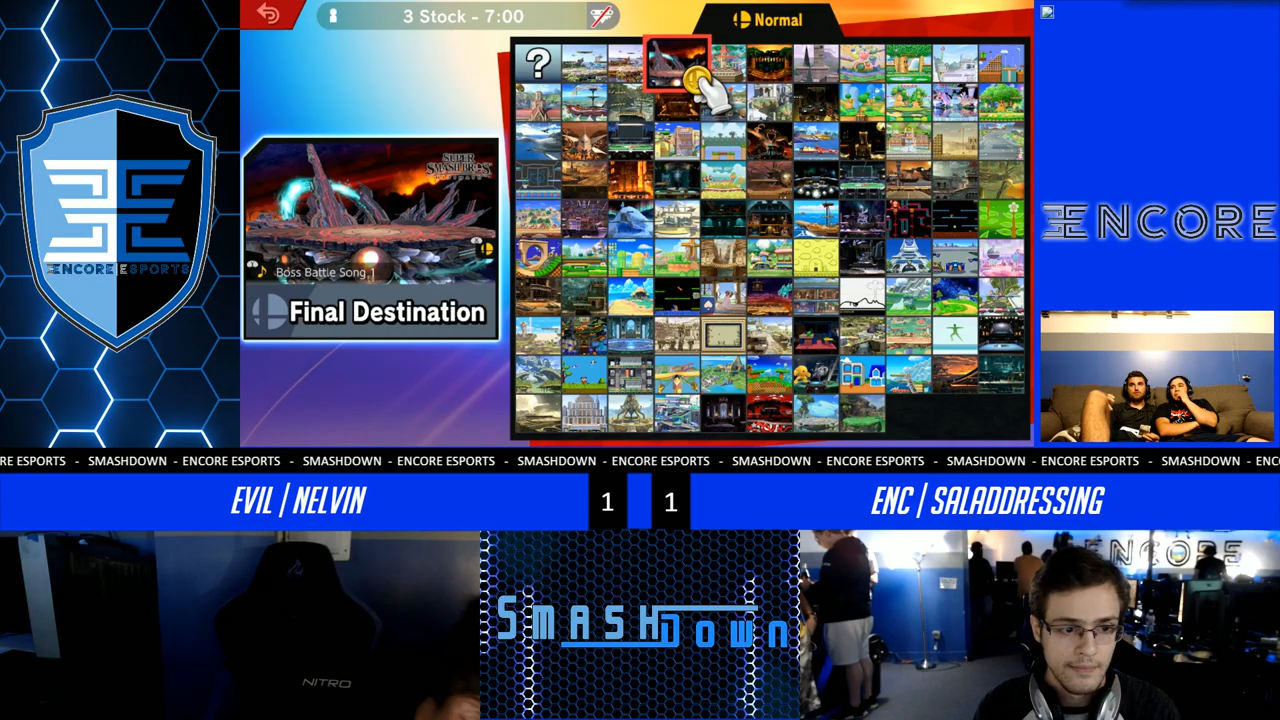 3 Stock - 7:00
Normal
?
SUPER
SMASH BROS.
ULTIMATE
Boss Battle Song 1
Final Destination
ENCORE ESPORTS
ENCORE
RE ESPORTS - SMASHDOWN - ENCORE ESPORTS - SMASHDOWN - ENCORE ESPORTS - SMASHDOWN - ENCORE ESPORTS - SMASHDOWN - ENCORE ESPORTS - SMASHDOWN - ENCORE ESPORTS - SMASHDOWN - ENC
EVIL | NELVIN
1
1
ENC | SALADDRESSING
NITRO
SMASHDOWN
ENCORE